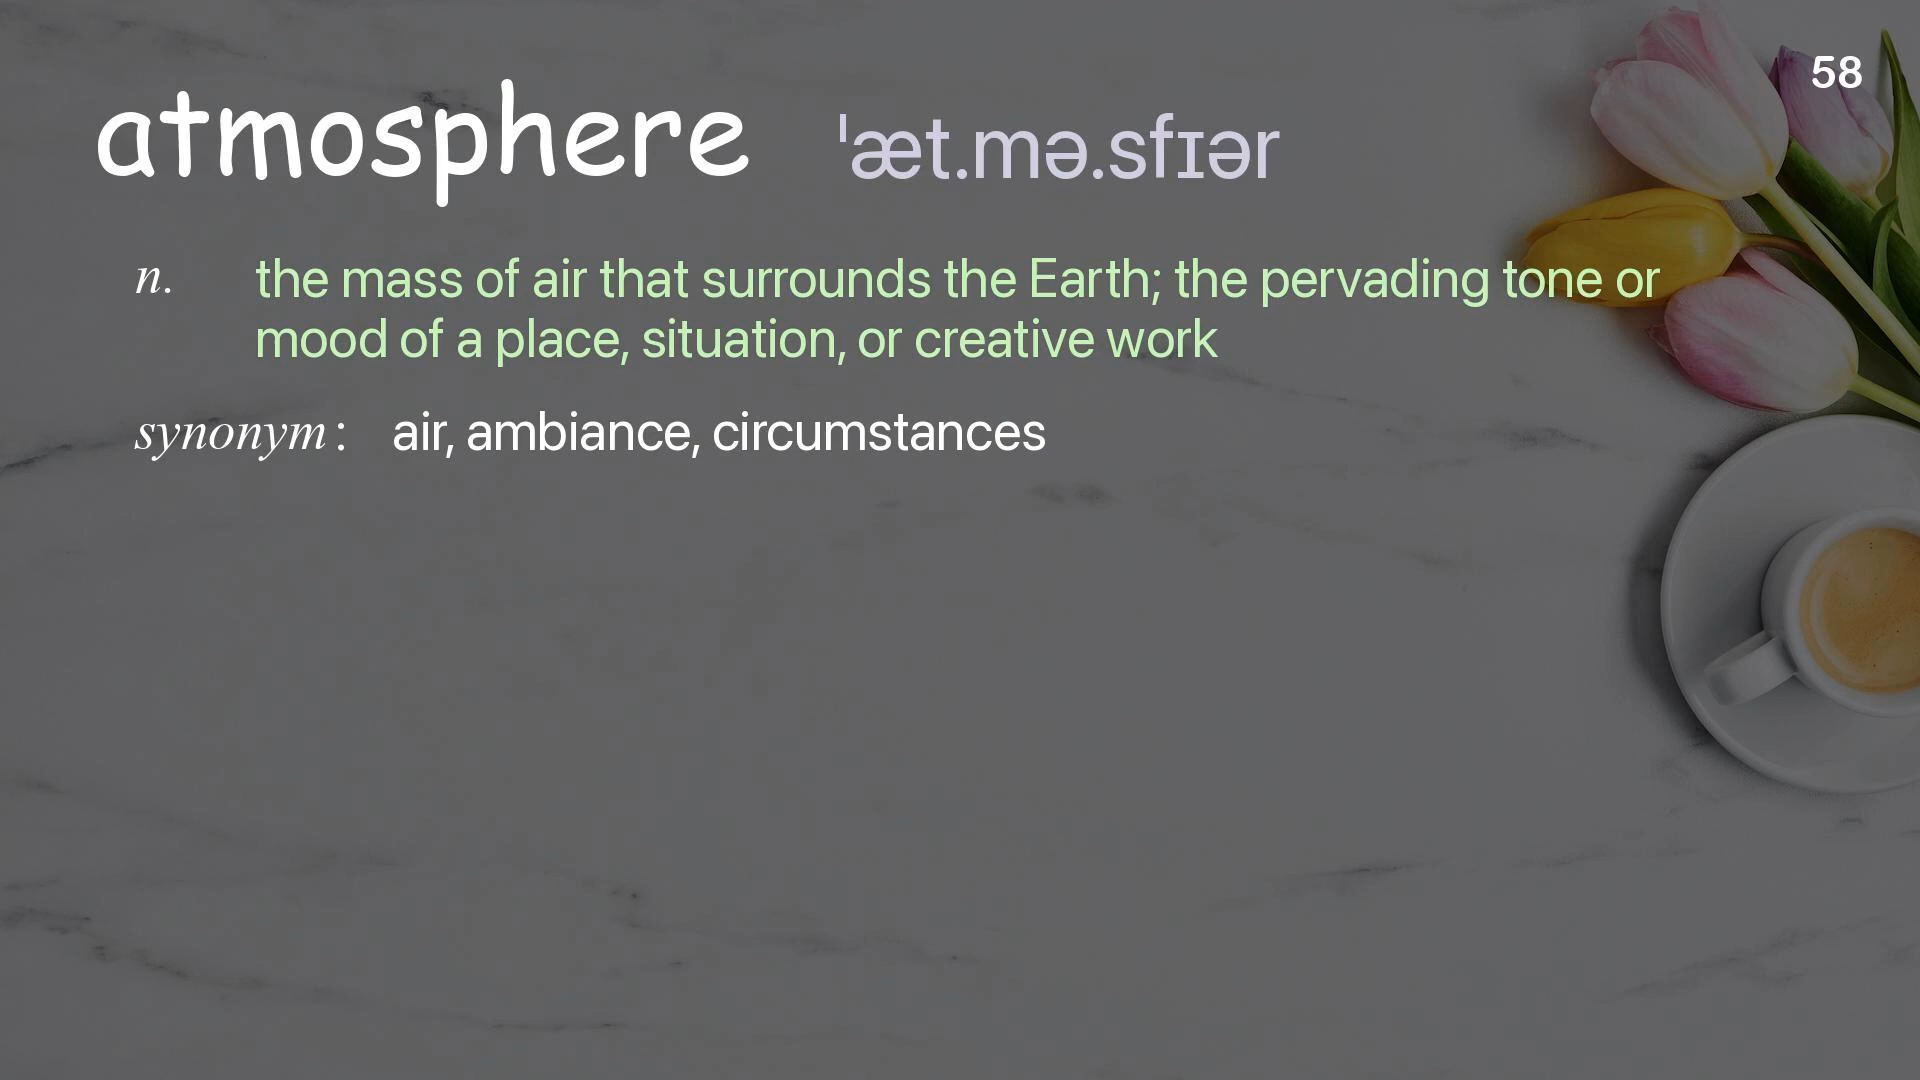 58
atmosphere ˈæt.mə.sfɪər
n. the mass of air that surrounds the Earth; the pervading tone or
mood of a place, situation, or creative work
synonym: air, ambiance, circumstances